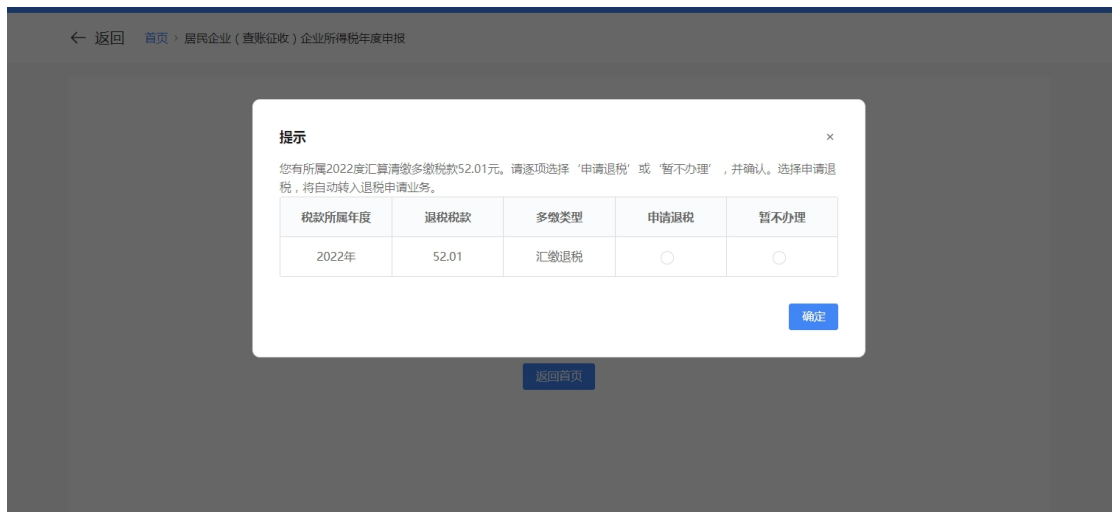 ← 返回 首页 › 居民企业（查账征收）企业所得税年度申报
提示
×
您有所属2022度汇算清缴多缴税款52.01元。请逐项选择‘申请退税’或‘暂不办理’，并确认。选择申请退
税，将自动转入退税申请业务。
税款所属年度 退税税款 多缴类型 申请退税 暂不办理
2022年 52.01 汇缴退税
确定
返回首页